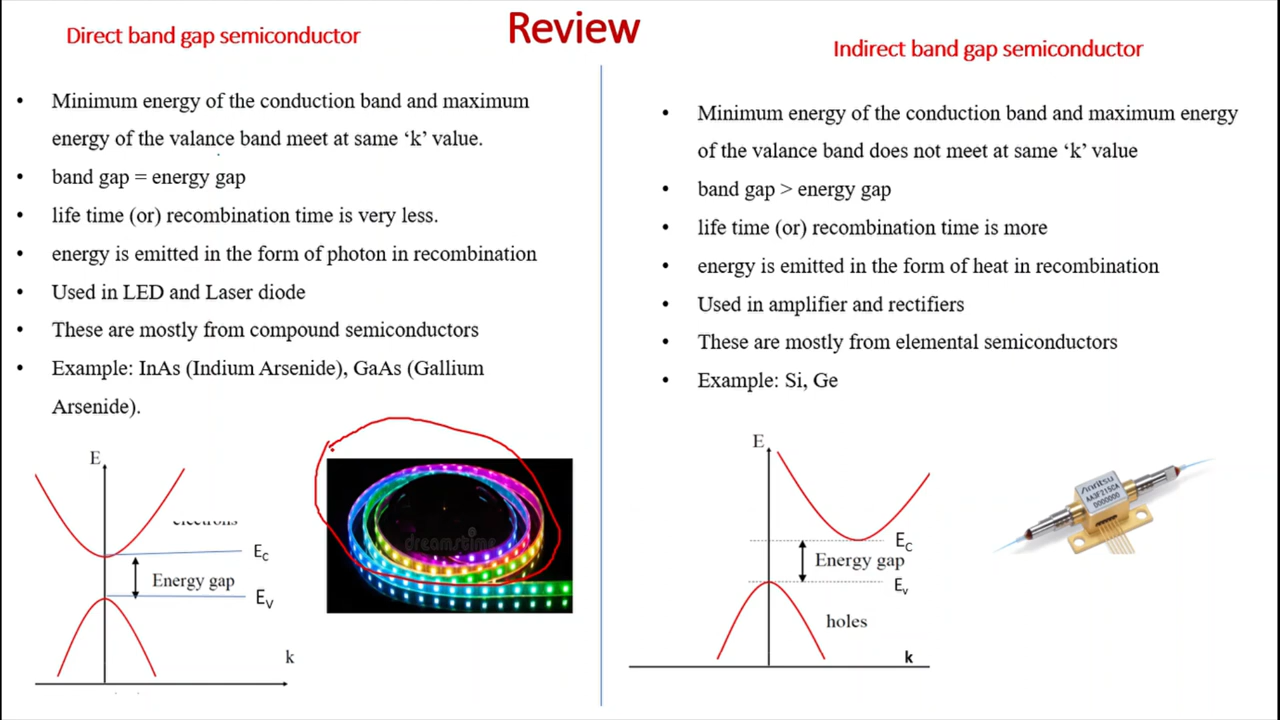 Review
Direct band gap semiconductor
• Minimum energy of the conduction band and maximum
energy of the valance band meet at same ‘k’ value.
• band gap = energy gap
• life time (or) recombination time is very less.
• energy is emitted in the form of photon in recombination
• Used in LED and Laser diode
• These are mostly from compound semiconductors
• Example: InAs (Indium Arsenide), GaAs (Gallium
Arsenide).
E
electrons
EC
Energy gap
EV
k
dreamstime
Indirect band gap semiconductor
• Minimum energy of the conduction band and maximum energy
of the valance band does not meet at same ‘k’ value
• band gap > energy gap
• life time (or) recombination time is more
• energy is emitted in the form of heat in recombination
• Used in amplifier and rectifiers
• These are mostly from elemental semiconductors
• Example: Si, Ge
E
EC
Energy gap
Ev
holes
k
Anritsu
AA3F215CA
0000000